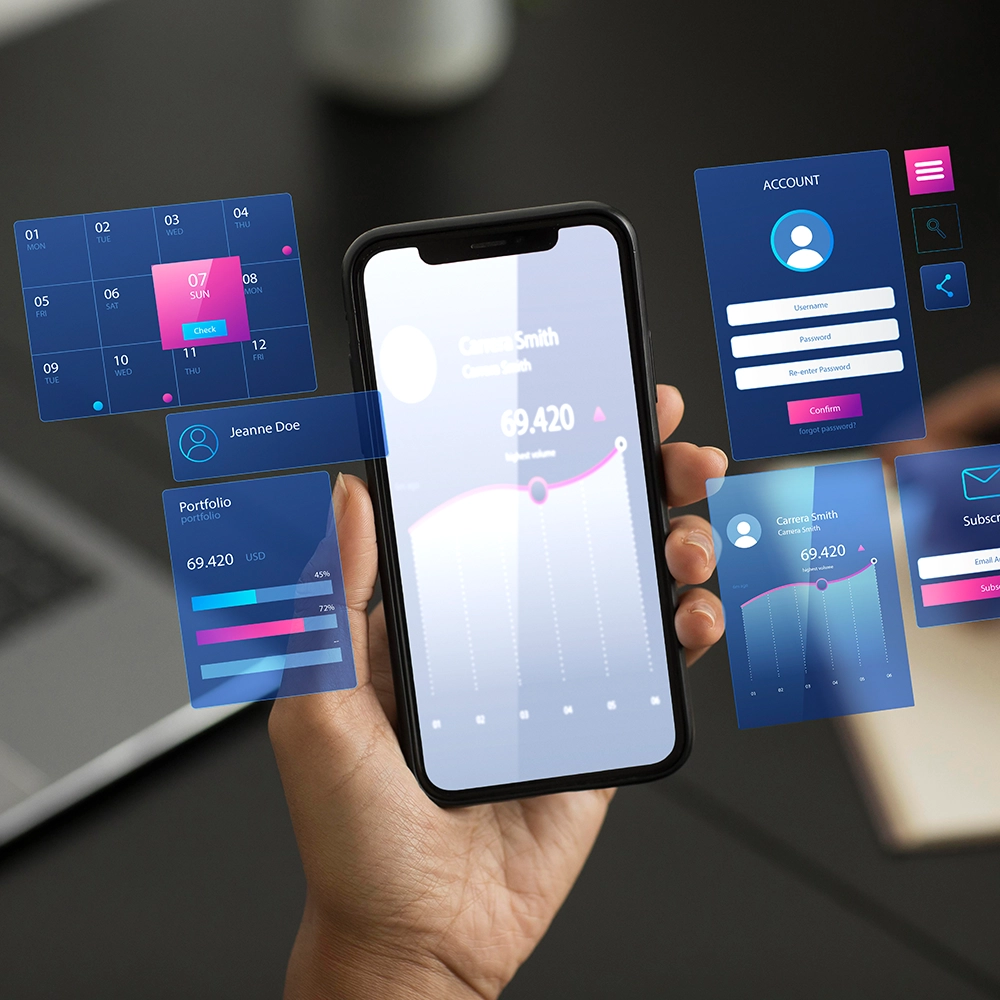 01
MON
02
TUE
03
WED
04
THU
05
FRI
06
SAT
07
SUN
Check
08
MON
09
TUE
10
WED
11
THU
12
FRI
Jeanne Doe
Portfolio
portfolio
69.420 USD
45%
72%
Carrera Smith
Carrera Smith
69.420
highest volume
01 02 03 04 05 06
ACCOUNT
Username
Password
Re-enter Password
Confirm
forgot password?
Carrera Smith
Carrera Smith
69.420
highest volume
01 02 03 04 05 06
Subscr
Email A
Subs